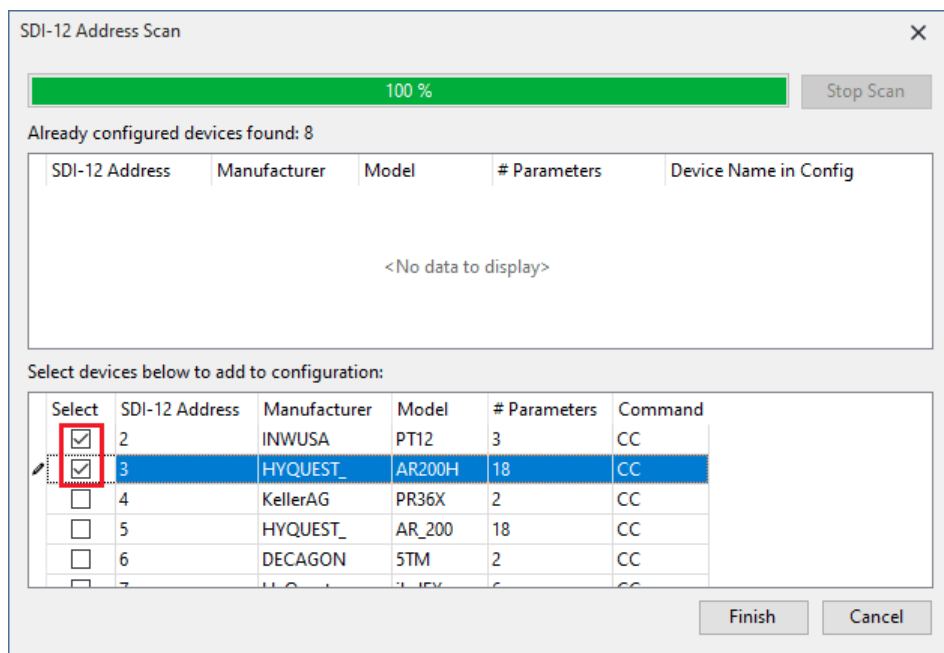 SDI-12 Address Scan
100 %
Stop Scan
Already configured devices found: 8
SDI-12 Address Manufacturer Model # Parameters Device Name in Config
<No data to display>
Select devices below to add to configuration:
Select SDI-12 Address Manufacturer Model # Parameters Command
2 INWUSA PT12 3 CC
3 HYQUEST_ AR200H 18 CC
4 KellerAG PR36X 2 CC
5 HYQUEST_ AR_200 18 CC
6 DECAGON 5TM 2 CC
Finish Cancel